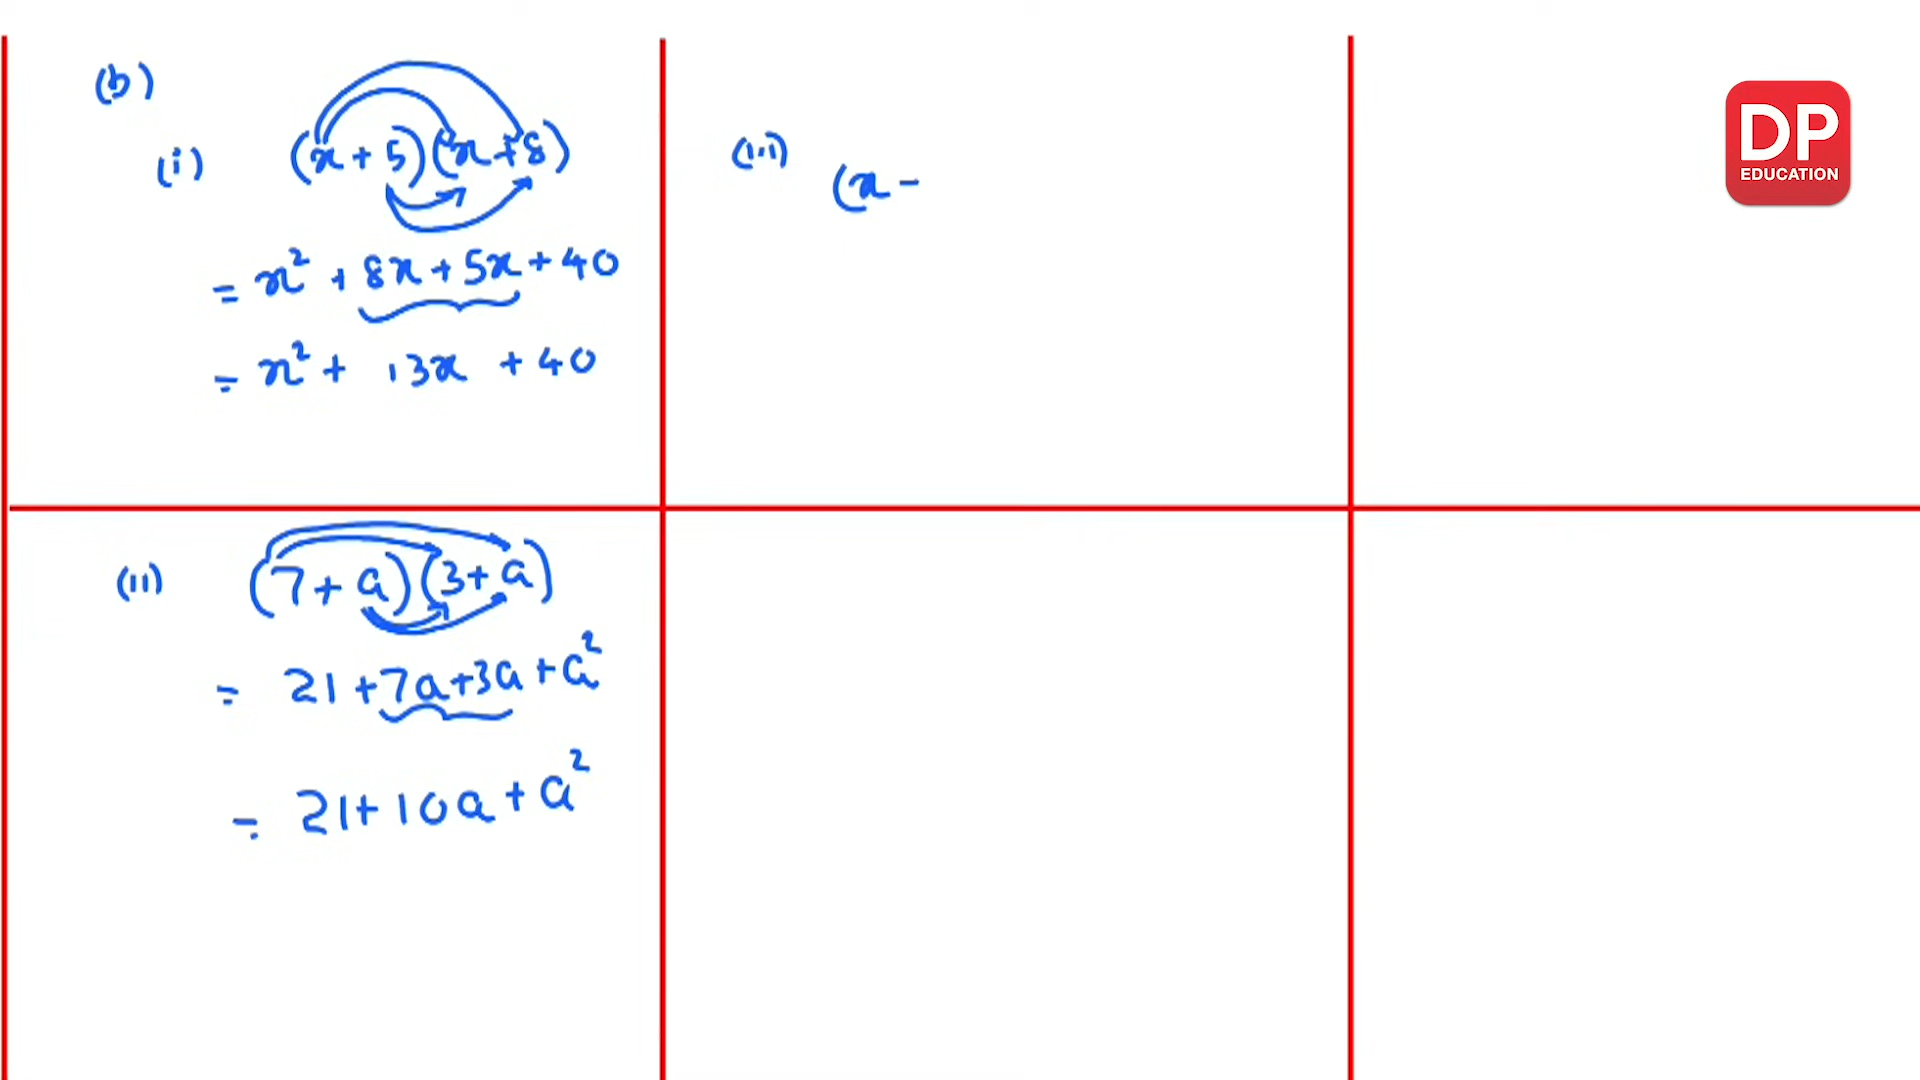 (b)
(i) (x + 5)(x + 8)
= x² + 8x + 5x + 40
= x² + 13x + 40
(ii) (7 + a)(3 + a)
= 21 + 7a + 3a + a²
= 21 + 10a + a²
(iii) (x -
DP
EDUCATION